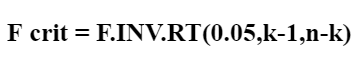 F crit = F.INV.RT(0.05,k-1,n-k)